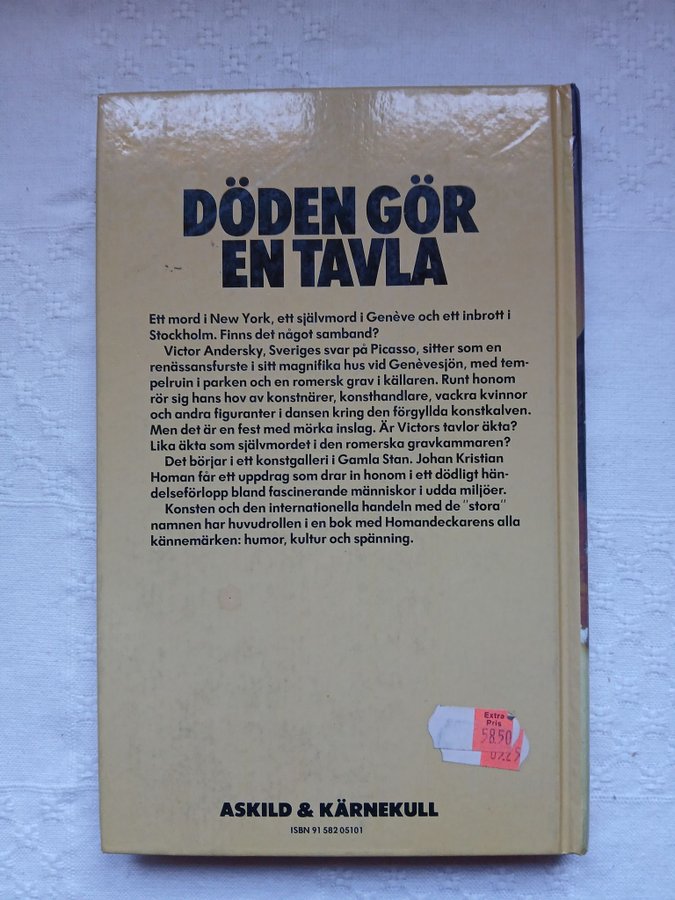 DÖDEN GÖR
EN TAVLA
Ett mord i New York, ett självmord i Genève och ett inbrott i
Stockholm. Finns det något samband?
Victor Andersky, Sveriges svar på Picasso, sitter som en
renässansfurste i sitt magnifika hus vid Genèvesjön, med tem-
pelruin i parken och en romersk grav i källaren. Runt honom
rör sig hans hov av konstnärer, konsthandlare, vackra kvinnor
och andra figuranter i dansen kring den förgyllda konstkalven.
Men det är en fest med mörka inslag. Är Victors tavlor äkta?
Lika äkta som självmordet i den romerska gravkammaren?
Det börjar i ett konstgalleri i Gamla Stan. Johan Kristian
Homan får ett uppdrag som drar in honom i ett dödligt hän-
delseförlopp bland fascinerande människor i udda miljöer.
Konsten och den internationella handeln med de "stora"
namnen har huvudrollen i en bok med Homandeckarens alla
kännemärken: humor, kultur och spänning.
Extra
Pris
58.50
ASKILD & KÄRNEKULL
ISBN 91 582 05101